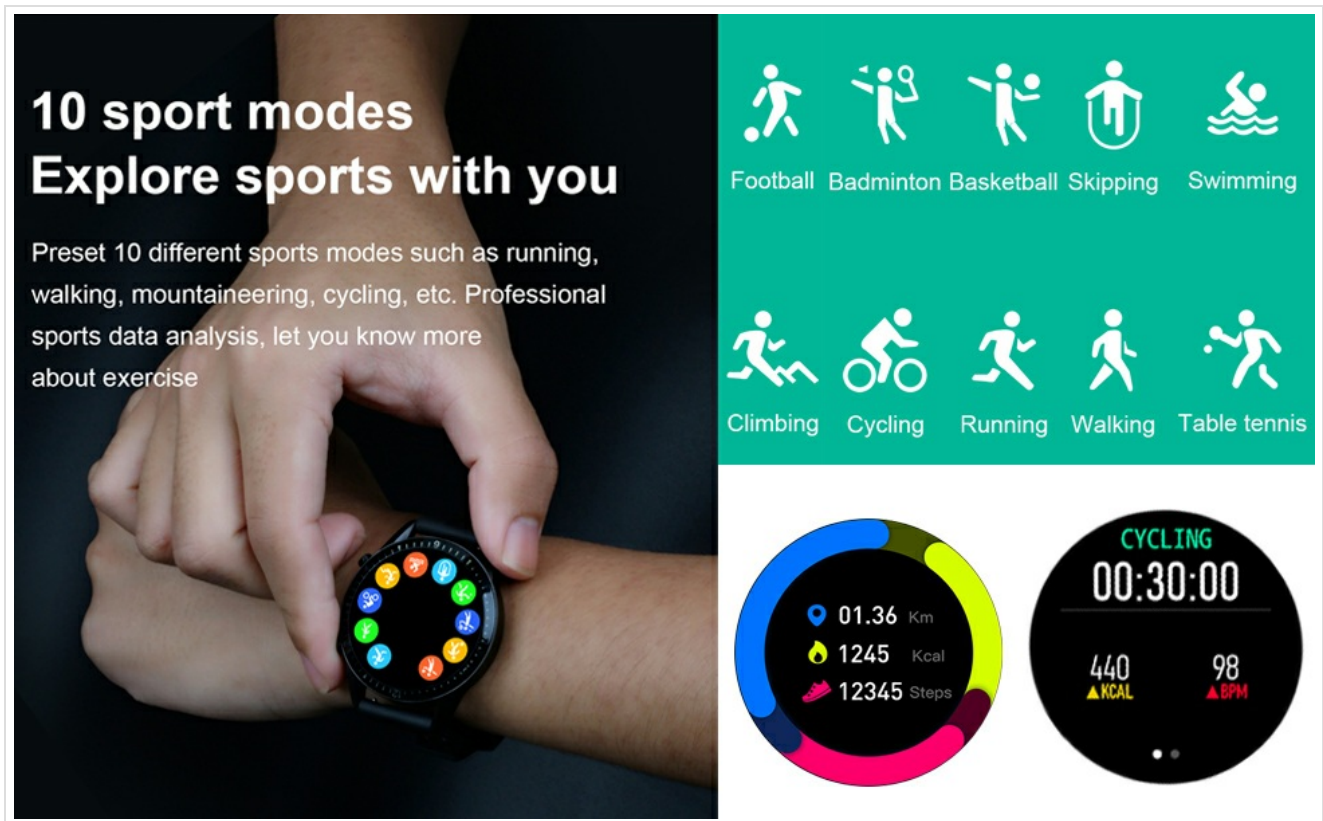 10 sport modes
Explore sports with you
Preset 10 different sports modes such as running,
walking, mountaineering, cycling, etc. Professional
sports data analysis, let you know more
about exercise
Football Badminton Basketball Skipping Swimming
Climbing Cycling Running Walking Table tennis
01.36 Km
1245 Kcal
12345 Steps
CYCLING
00:30:00
440 98
▲KCAL ▲BPM